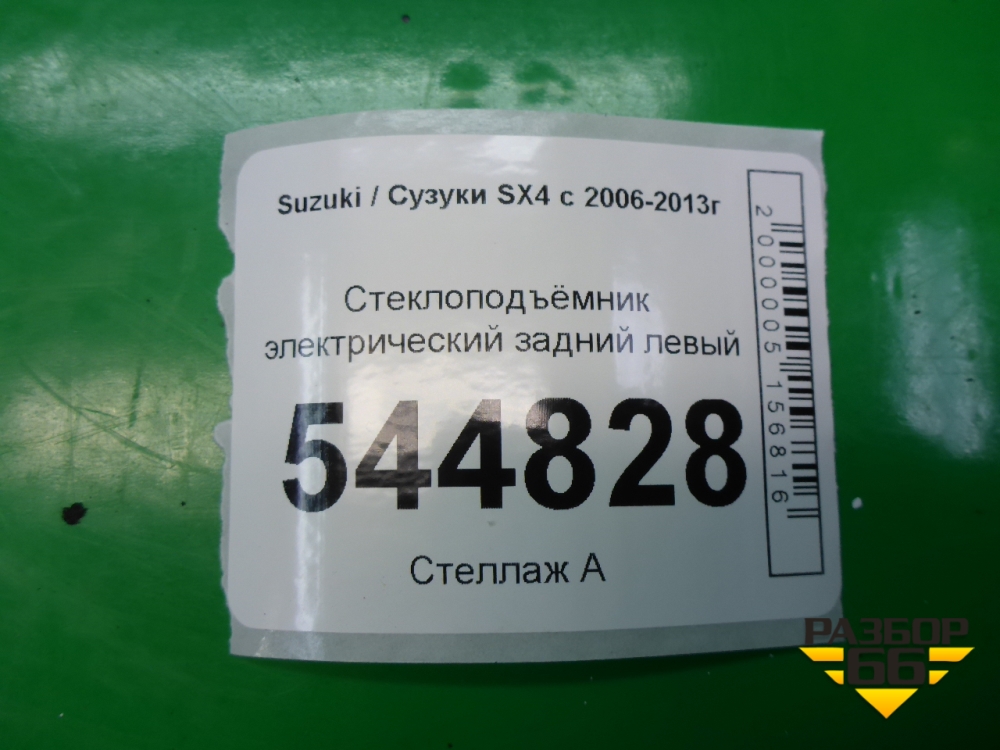 Suzuki / Сузуки SX4 с 2006-2013г
Стеклоподъёмник
электрический задний левый
544828
Стеллаж А
2000005156816
РАЗБОР
66